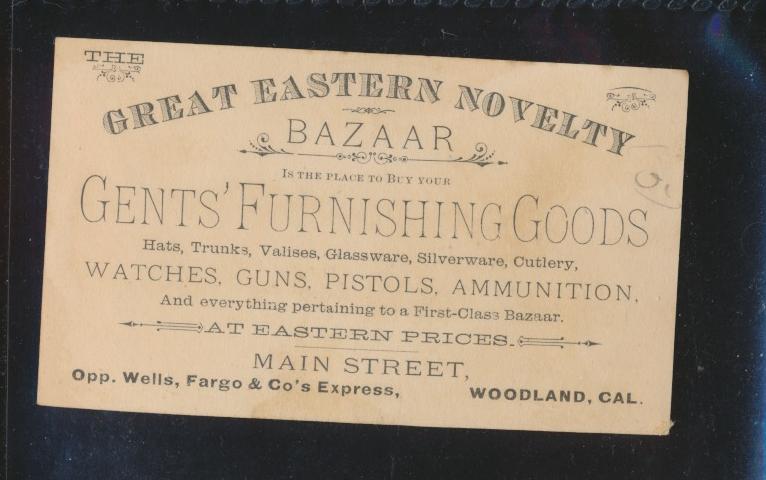 THE
GREAT EASTERN NOVELTY
BAZAAR
IS THE PLACE TO BUY YOUR
GENTS' FURNISHING GOODS
Hats, Trunks, Valises, Glassware, Silverware, Cutlery,
WATCHES, GUNS, PISTOLS, AMMUNITION,
And everything pertaining to a First-Class Bazaar.
AT EASTERN PRICES.
MAIN STREET,
Opp. Wells, Fargo & Co's Express, WOODLAND, CAL.